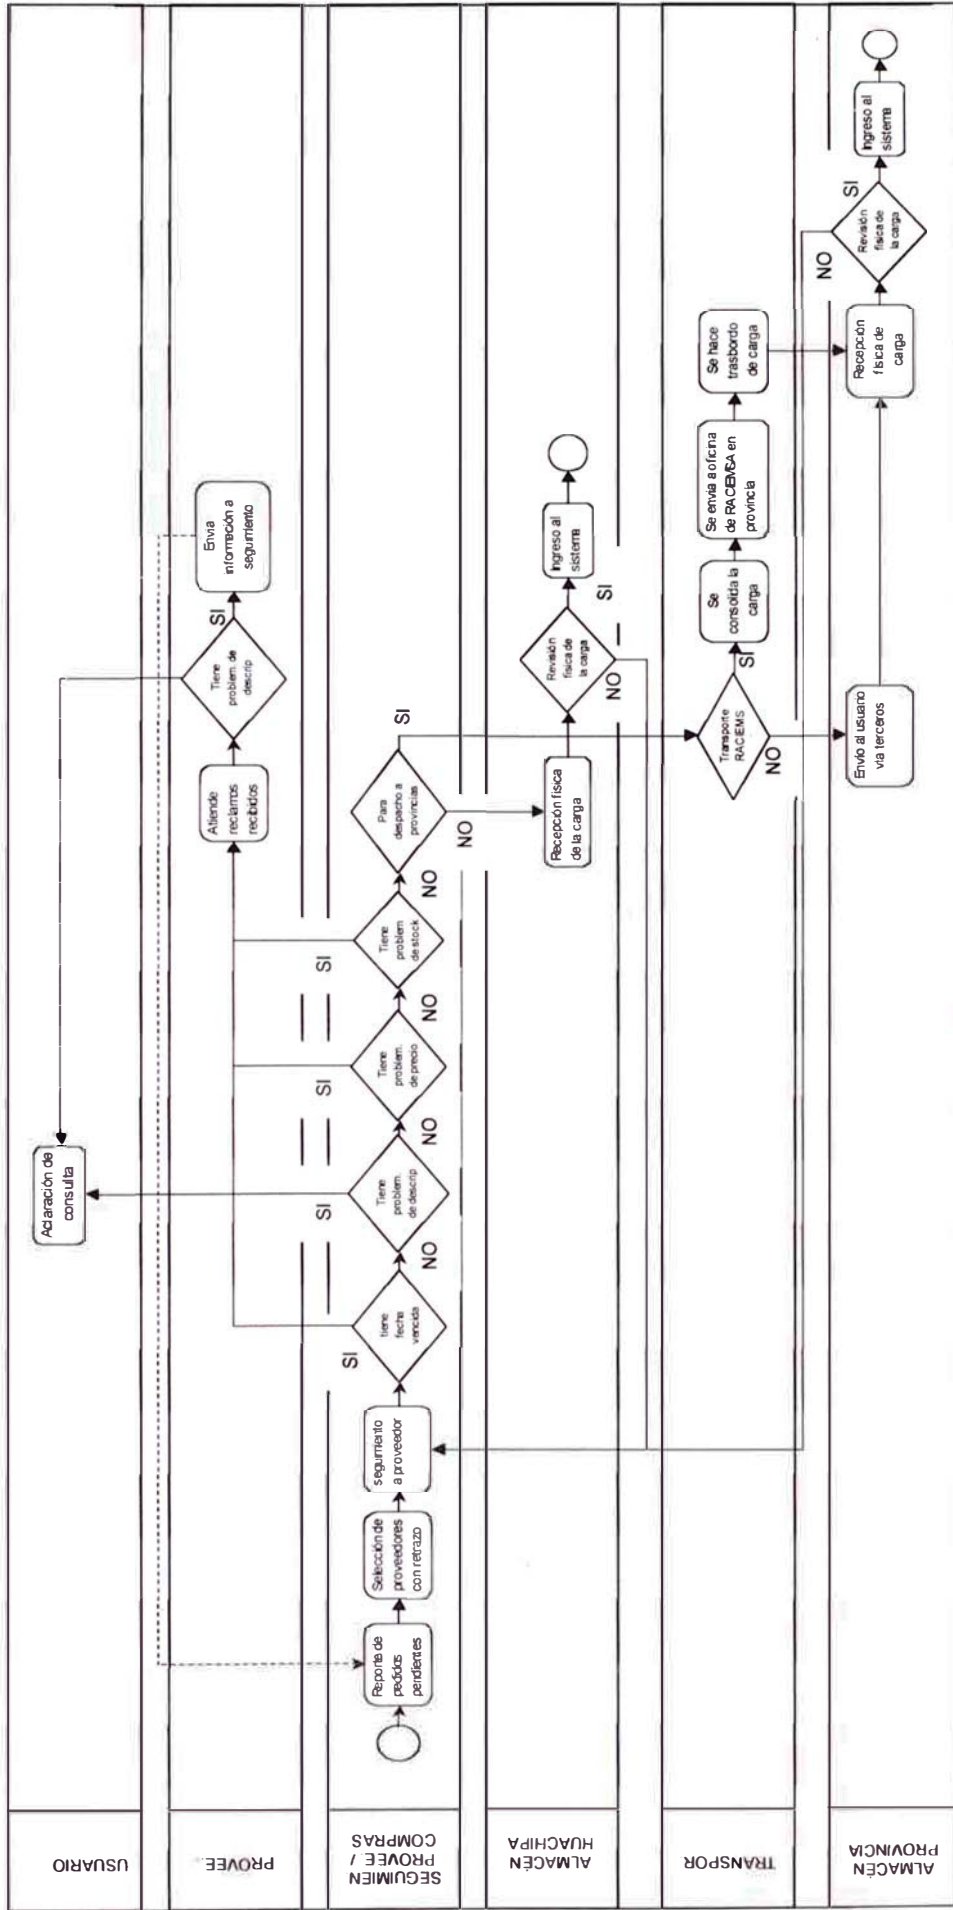 USUARIO
Aclaración de
consulta
PROVEE.
Atiende
reclamos
recibidos
Tiene
problem. de
descrip
SI
Envia
información a
seguimiento
SEGUIMIEN
PROVEE /
COMPRAS
Reporte de
pedidos
pendientes
Selección de
proveedores
con retrazo
seguimiento
a proveedor
tiene
fecha
vencida
SI
NO
Tiene
problem.
de descrip
SI
NO
Tiene
problem.
de precio
SI
NO
Tiene
problem
de stock
SI
NO
Para
despacho a
provincias
SI
NO
ALMACÉN
HUACHIPA
Recepción física
de la carga
Revisión
física de
la carga
SI
NO
Ingreso al
sistema
TRANSPOR
Transporte
RACIEMS
SI
NO
Se
consolida la
carga
Se envia a oficina
de RACIEMSA en
provincia
Se hace
trasbordo
de carga
ALMACÉN
PROVINCIA
Envío al usuario
via terceros
Recepción
física de
carga
Revisión
física de
la carga
SI
NO
Ingreso al
sistema